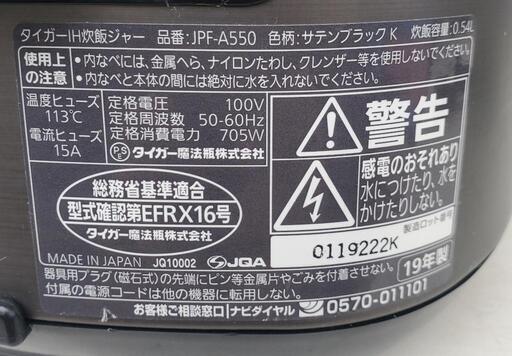 タイガーIH炊飯ジャー 品番:JPF-A550 色柄:サテンブラック K 炊飯容量:0.54L
使用上の注意
・内なべには、金属へら、ナイロンたわし、クレンザー等を使用しないでください。
・内なべと本体の間には絶対に水を入れないでください。
温度ヒューズ 113℃
電流ヒューズ 15A
定格電圧 100V
定格周波数 50-60Hz
定格消費電力 705W
PSE タイガー魔法瓶株式会社
警告
感電のおそれあり
水につけたり、水をかけたりしない。
総務省基準適合
型式確認第EFRX16号
タイガー魔法瓶株式会社
製造ロット番号
0119222K
MADE IN JAPAN JQ10002 JQA
19年製
器具用プラグ(磁石式)の先端にピン等金属片やごみを付着させない。
付属の電源コードは他の機器に転用しない。
お客様ご相談窓口 ナビダイヤル 0570-011101